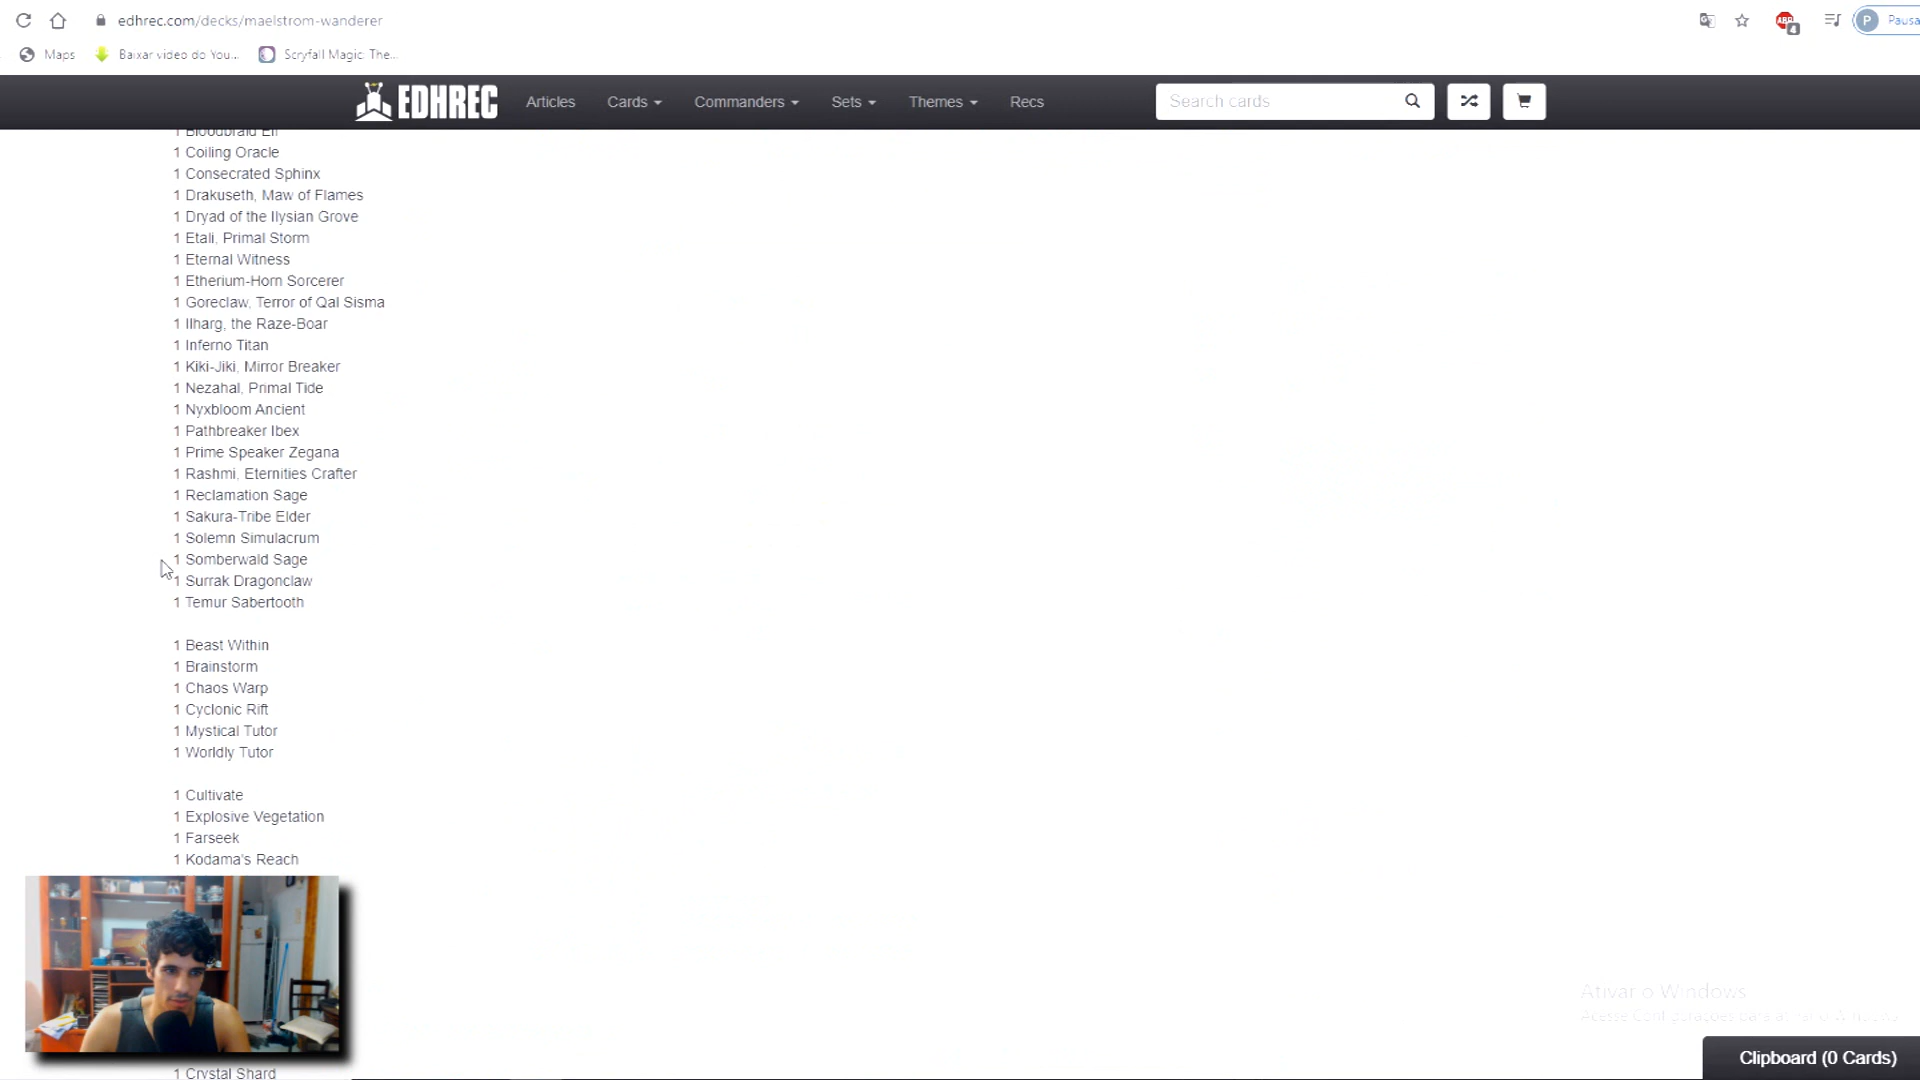 edhrec.com/decks/maelstrom-wanderer
Pausa
Maps
Baixar video do You...
Scryfall Magic: The...
EDHREC
Articles
Cards
Commanders
Sets
Themes
Recs
Search cards
1 Bloodbraid Elf
1 Coiling Oracle
1 Consecrated Sphinx
1 Drakuseth, Maw of Flames
1 Dryad of the Ilysian Grove
1 Etali, Primal Storm
1 Eternal Witness
1 Etherium-Horn Sorcerer
1 Goreclaw, Terror of Qal Sisma
1 Ilharg, the Raze-Boar
1 Inferno Titan
1 Kiki-Jiki, Mirror Breaker
1 Nezahal, Primal Tide
1 Nyxbloom Ancient
1 Pathbreaker Ibex
1 Prime Speaker Zegana
1 Rashmi, Eternities Crafter
1 Reclamation Sage
1 Sakura-Tribe Elder
1 Solemn Simulacrum
1 Somberwald Sage
1 Surrak Dragonclaw
1 Temur Sabertooth
1 Beast Within
1 Brainstorm
1 Chaos Warp
1 Cyclonic Rift
1 Mystical Tutor
1 Worldly Tutor
1 Cultivate
1 Explosive Vegetation
1 Farseek
1 Kodama's Reach
1 Crystal Shard
Ativar o Windows
Clipboard (0 Cards)